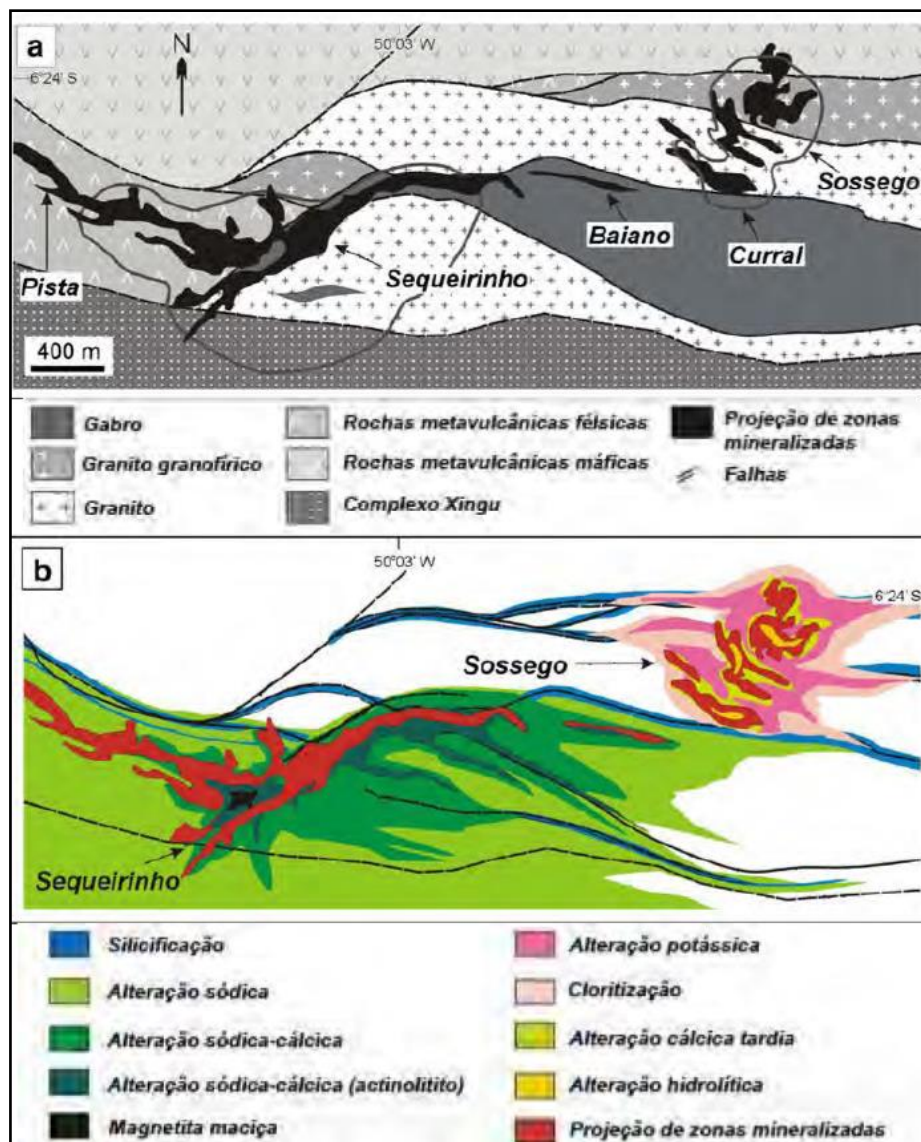 a
N
50°03' W
6°24' S
Sossego
Baiano
Curral
Sequeirinho
Pista
400 m
Gabro
Granito granofírico
Granito
Rochas metavulcânicas félsicas
Rochas metavulcânicas máficas
Complexo Xingu
Projeção de zonas
mineralizadas
Falhas
b
50°03' W
6°24' S
Sossego
Sequeirinho
Silicificação
Alteração sódica
Alteração sódica-cálcica
Alteração sódica-cálcica (actinolitito)
Magnetita maciça
Alteração potássica
Cloritização
Alteração cálcica tardia
Alteração hidrolítica
Projeção de zonas mineralizadas